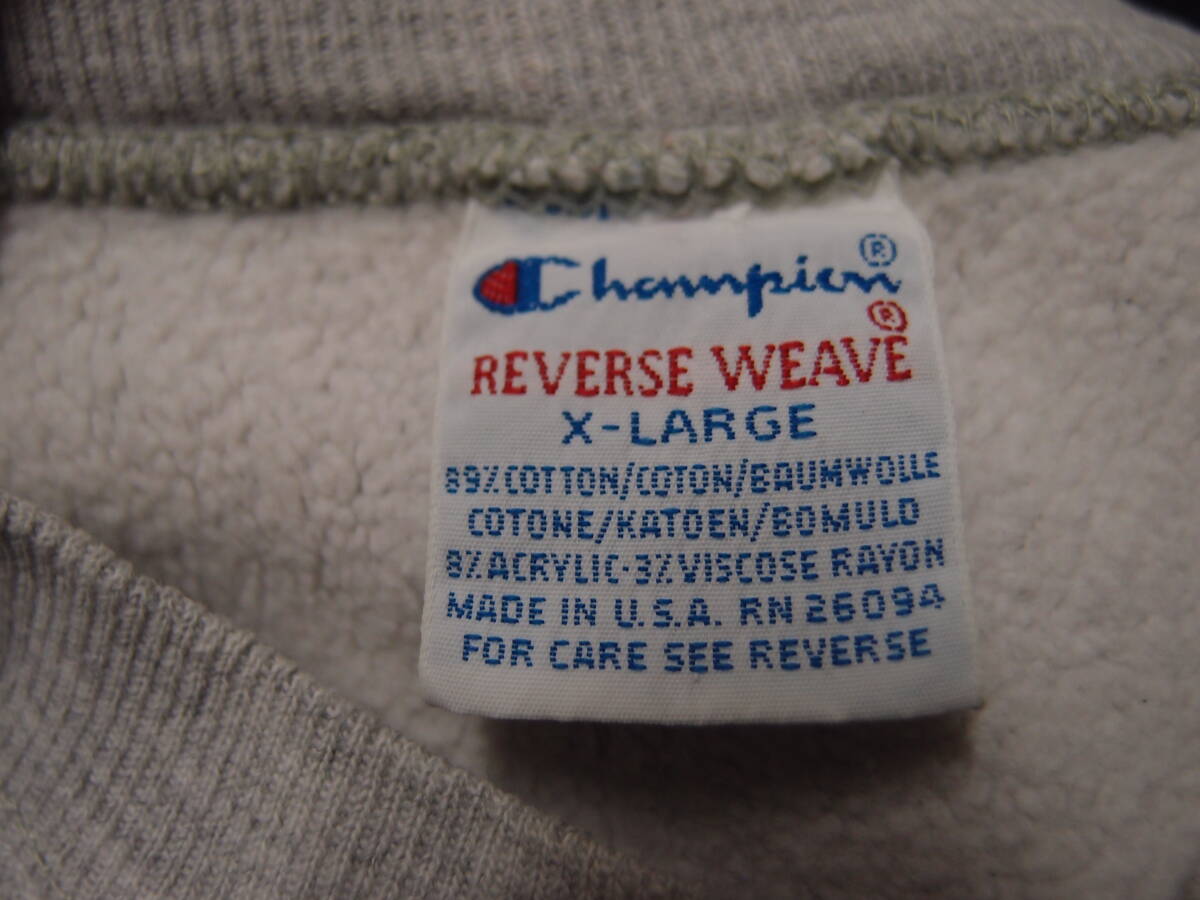 Champion®
REVERSE WEAVE®
X-LARGE
89% COTTON/COTON/BAUMWOLLE
COTONE/KATOEN/BOMULD
8% ACRYLIC·3% VISCOSE RAYON
MADE IN U.S.A. RN 26094
FOR CARE SEE REVERSE